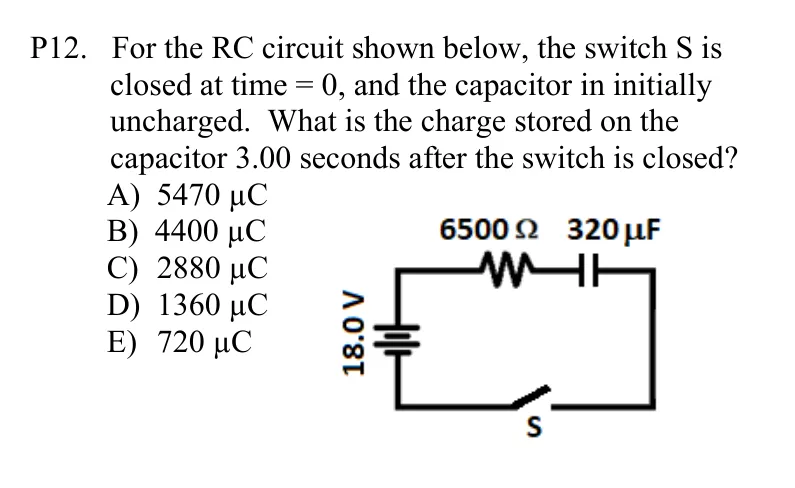 P12. For the RC circuit shown below, the switch S is
closed at time = 0, and the capacitor in initially
uncharged. What is the charge stored on the
capacitor 3.00 seconds after the switch is closed?
A) 5470 µC
B) 4400 µC
C) 2880 µC
D) 1360 µC
E) 720 µC
6500 Ω 320 µF
18.0 V
S